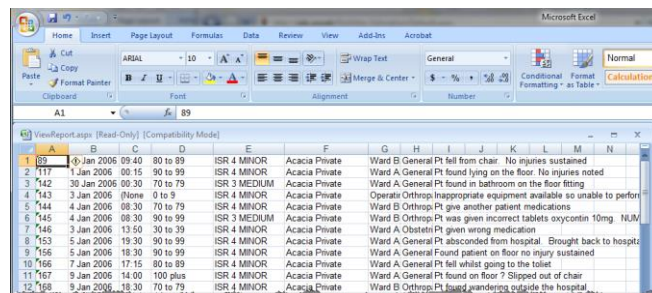 Microsoft Excel
Home Insert Page Layout Formulas Data Review View Add-Ins Acrobat
Cut
Copy
Format Painter
Paste
Clipboard
ARIAL 10
Font
Wrap Text
Merge & Center
Alignment
General
Number
Conditional Formatting
Format as Table
Normal
Calculation
A1 fx 89
ViewReport.aspx [Read-Only] [Compatibility Mode]
A B C D E F G H I J K L M N
1 89 Jan 2006 09:40 80 to 89 ISR 4 MINOR Acacia Private Ward B General Pt fell from chair. No injuries sustained
2 117 1 Jan 2006 00:15 90 to 99 ISR 4 MINOR Acacia Private Ward B General Pt found lying on the floor. No injuries noted
3 142 30 Jan 2006 00:30 70 to 79 ISR 3 MEDIUM Acacia Private Ward A General Pt found in bathroom on the floor fitting
4 143 3 Jan 2006 (None 0 to 9 ISR 4 MINOR Acacia Private Operatin Orthrop Inappropriate equipment available so unable to perform
5 144 4 Jan 2006 08:30 70 to 79 ISR 4 MINOR Acacia Private Ward B Orthrop Pt give another patient medications
6 145 4 Jan 2006 08:30 90 to 99 ISR 3 MEDIUM Acacia Private Ward B Orthrop Pt was given incorrect tablets oxycontin 10mg. NUM
7 146 3 Jan 2006 13:50 30 to 39 ISR 4 MINOR Acacia Private Ward A Obstetri Pt given wrong medication
8 153 5 Jan 2006 19:30 90 to 99 ISR 4 MINOR Acacia Private Ward A General Pt absconded from hospital. Brought back to hospita
9 156 5 Jan 2006 18:30 90 to 99 ISR 4 MINOR Acacia Private Ward A General Found patient on floor no injury sustained
10 166 7 Jan 2006 17:15 80 to 89 ISR 4 MINOR Acacia Private Ward A General Pt fell whilst going to the toilet
11 167 9 Jan 2006 14:00 100 plus ISR 4 MINOR Acacia Private Ward A General Pt found on floor ? Slipped out of chair
12 168 9 Jan 2006 18:30 70 to 79 ISR 4 MINOR Acacia Private Ward B Orthrop Pt found wandering outside the hospital